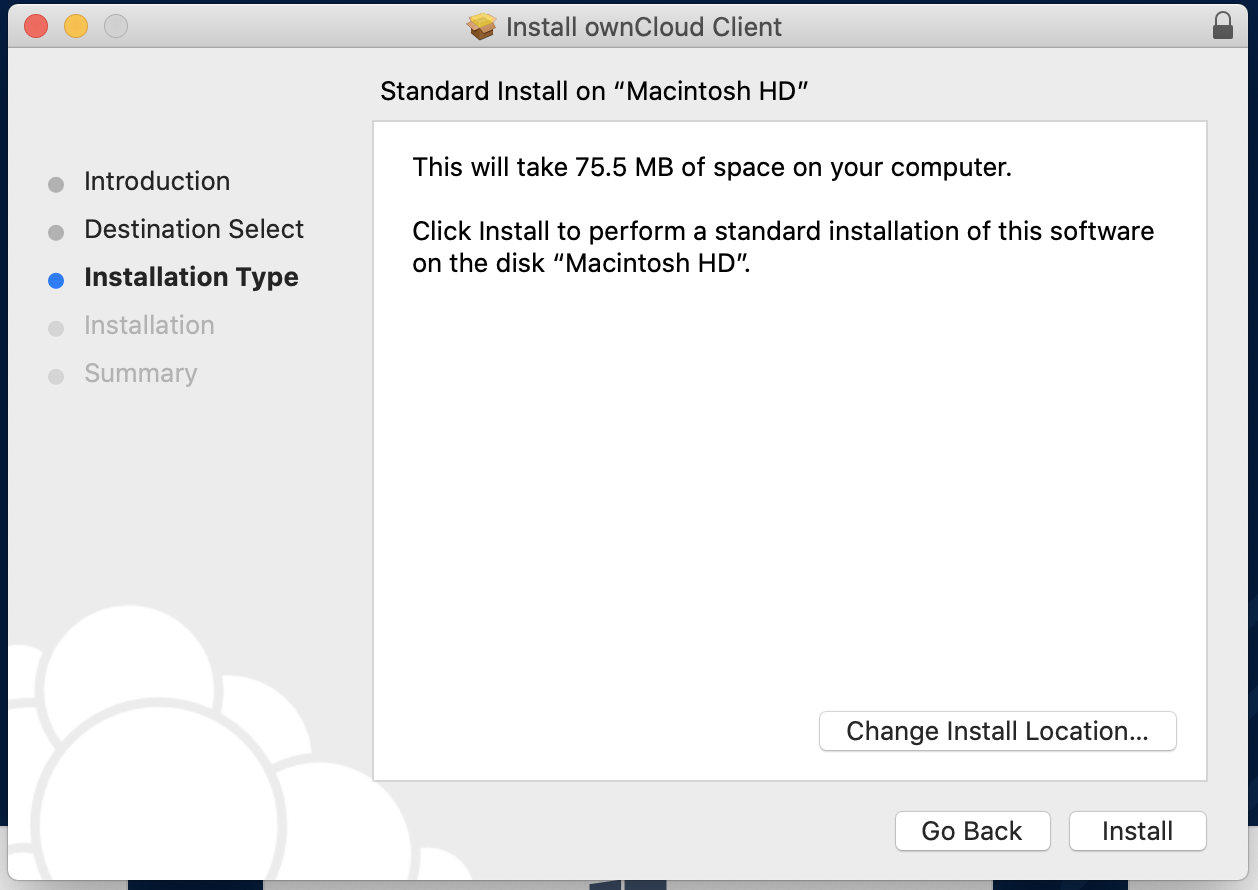 Install ownCloud Client
Standard Install on “Macintosh HD”
Introduction
Destination Select
Installation Type
Installation
Summary
This will take 75.5 MB of space on your computer.
Click Install to perform a standard installation of this software
on the disk “Macintosh HD”.
Change Install Location...
Go Back
Install